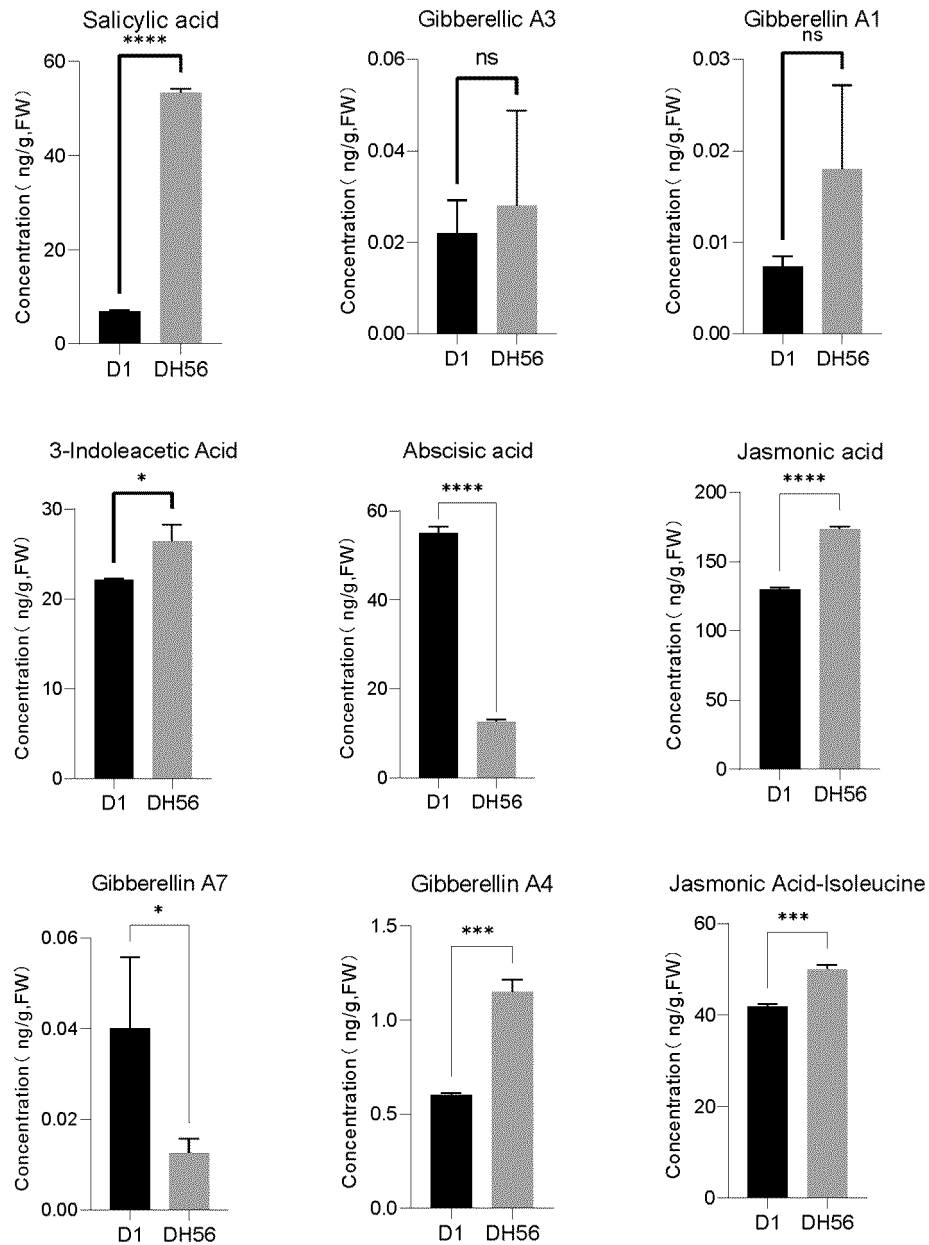 Salicylic acid
****
Concentration ( ng/g,FW)
60
40
20
0
D1 DH56
Gibberellic A3
ns
Concentration ( ng/g,FW)
0.06
0.04
0.02
0.00
D1 DH56
Gibberellin A1
ns
Concentration ( ng/g,FW)
0.03
0.02
0.01
0.00
D1 DH56
3-Indoleacetic Acid
*
Concentration ( ng/g,FW)
30
20
10
0
D1 DH56
Abscisic acid
****
Concentration ( ng/g,FW)
60
40
20
0
D1 DH56
Jasmonic acid
****
Concentration ( ng/g,FW)
200
150
100
50
0
D1 DH56
Gibberellin A7
*
Concentration ( ng/g,FW)
0.06
0.04
0.02
0.00
D1 DH56
Gibberellin A4
***
Concentration ( ng/g,FW)
1.5
1.0
0.5
0.0
D1 DH56
Jasmonic Acid-Isoleucine
***
Concentration ( ng/g,FW)
60
40
20
0
D1 DH56